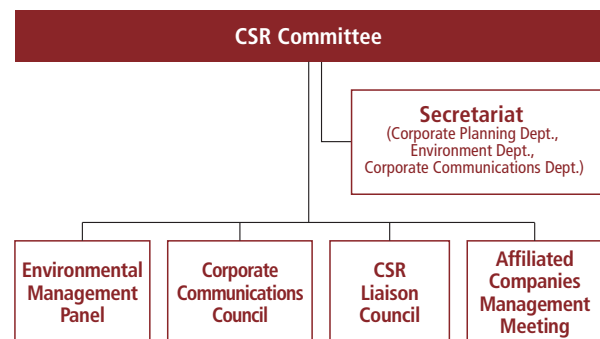 CSR Committee
Secretariat
(Corporate Planning Dept.,
Environment Dept.,
Corporate Communications Dept.)
Environmental
Management
Panel
Corporate
Communications
Council
CSR
Liaison
Council
Affiliated
Companies
Management
Meeting